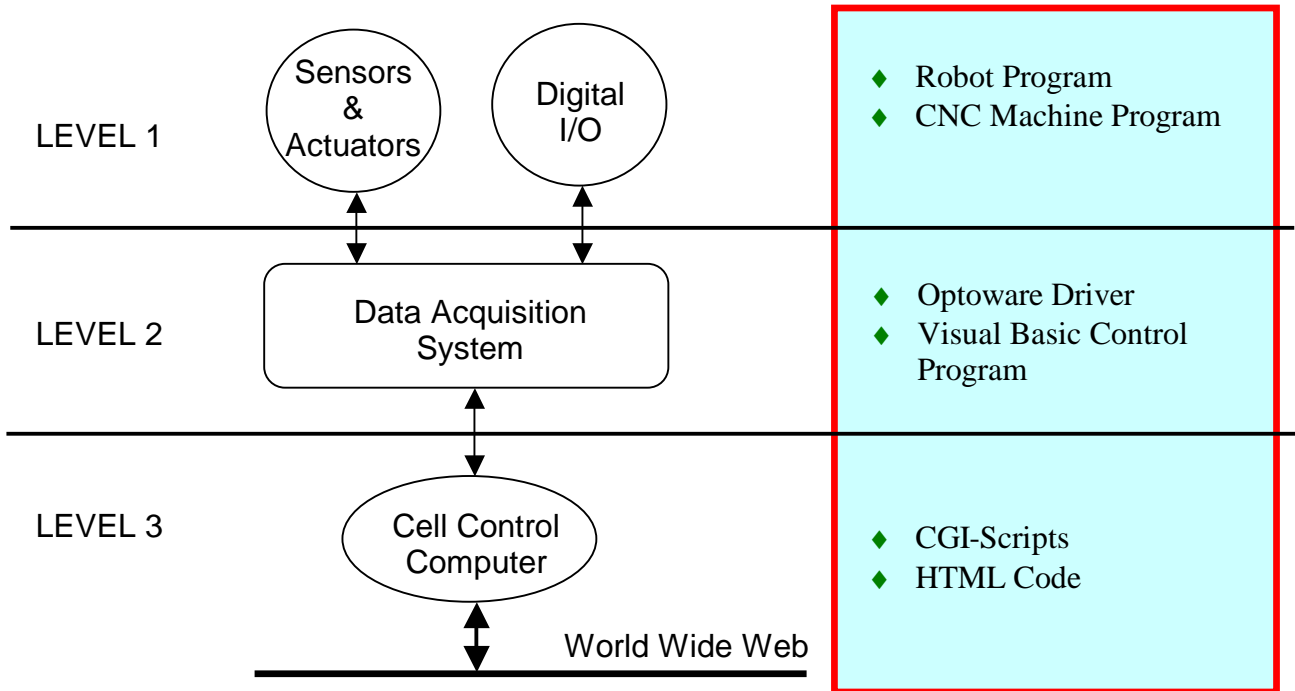 LEVEL 1
Sensors
&
Actuators
Digital
I/O
♦ Robot Program
♦ CNC Machine Program
LEVEL 2
Data Acquisition
System
♦ Optoware Driver
♦ Visual Basic Control
Program
LEVEL 3
Cell Control
Computer
♦ CGI-Scripts
♦ HTML Code
World Wide Web